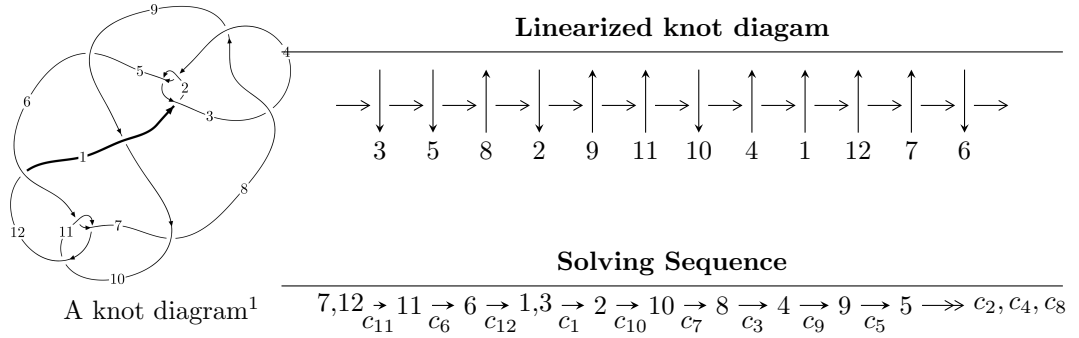 9
4
5
2
6
3
1
8
12
11
7
10
A knot diagram¹
Linearized knot diagam
3 5 8 2 9 11 10 4 1 12 7 6
Solving Sequence
7,12 → 11 → 6 → 1,3 → 2 → 10 → 8 → 4 → 9 → 5 →→ c₂, c₄, c₈
c₁₁ c₆ c₁₂ c₁ c₁₀ c₇ c₃ c₉ c₅